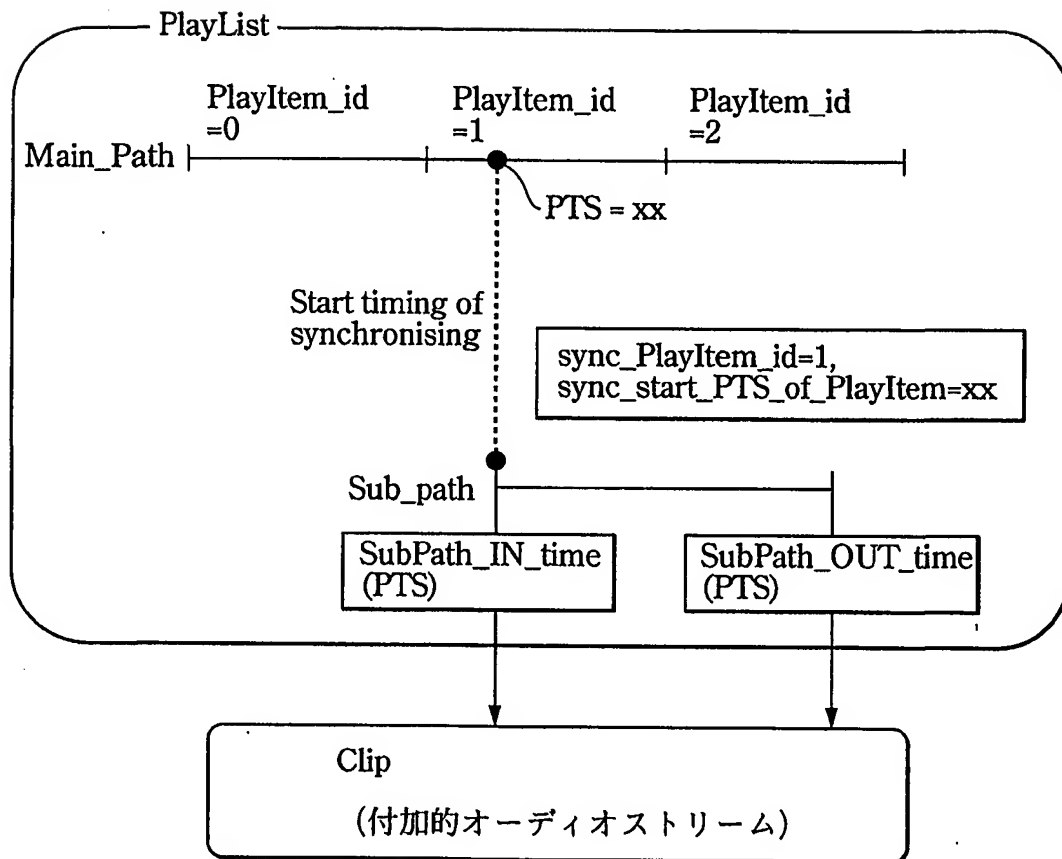 PlayList
PlayItem_id
=0
PlayItem_id
=1
PlayItem_id
=2
Main_Path
PTS = xx
Start timing of
synchronising
sync_PlayItem_id=1,
sync_start_PTS_of_PlayItem=xx
Sub_path
SubPath_IN_time
(PTS)
SubPath_OUT_time
(PTS)
Clip
(付加的オーディオストリーム)